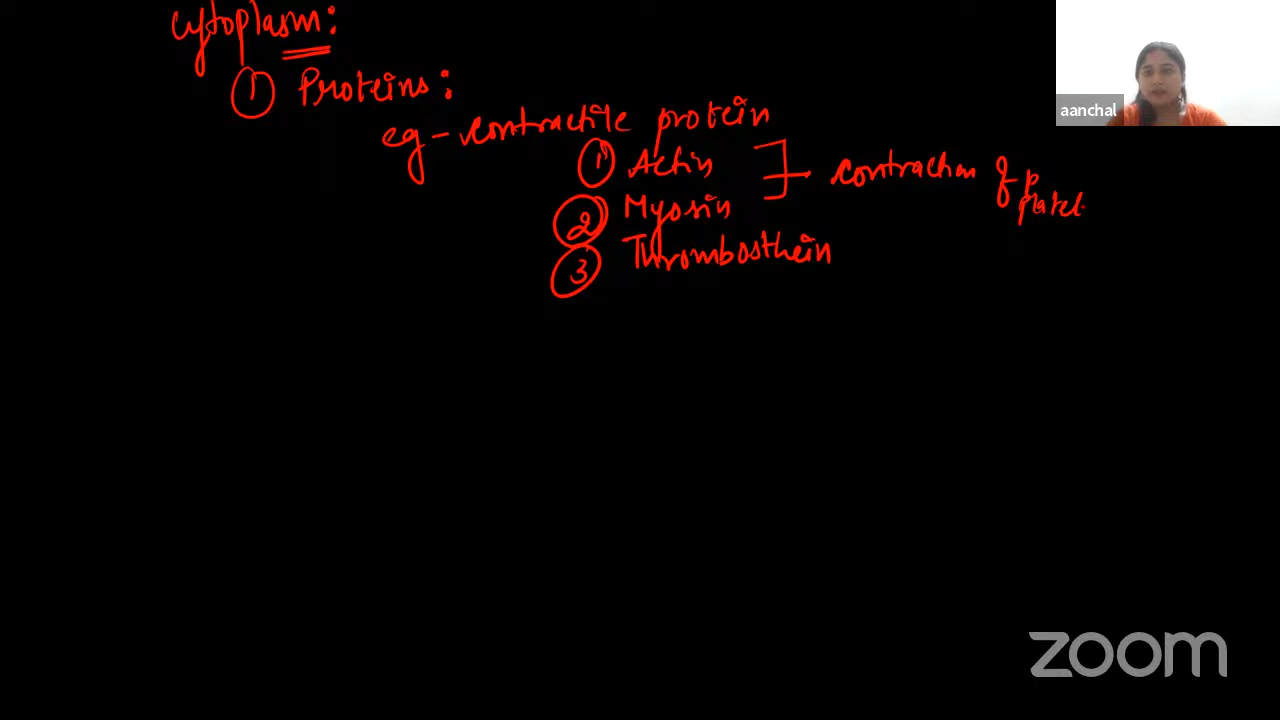 cytoplasm:
① Proteins:
eg - contractile protein
① Actin
② Myosin
contraction of p
platel
③ Thrombosthein
aanchal
zoom